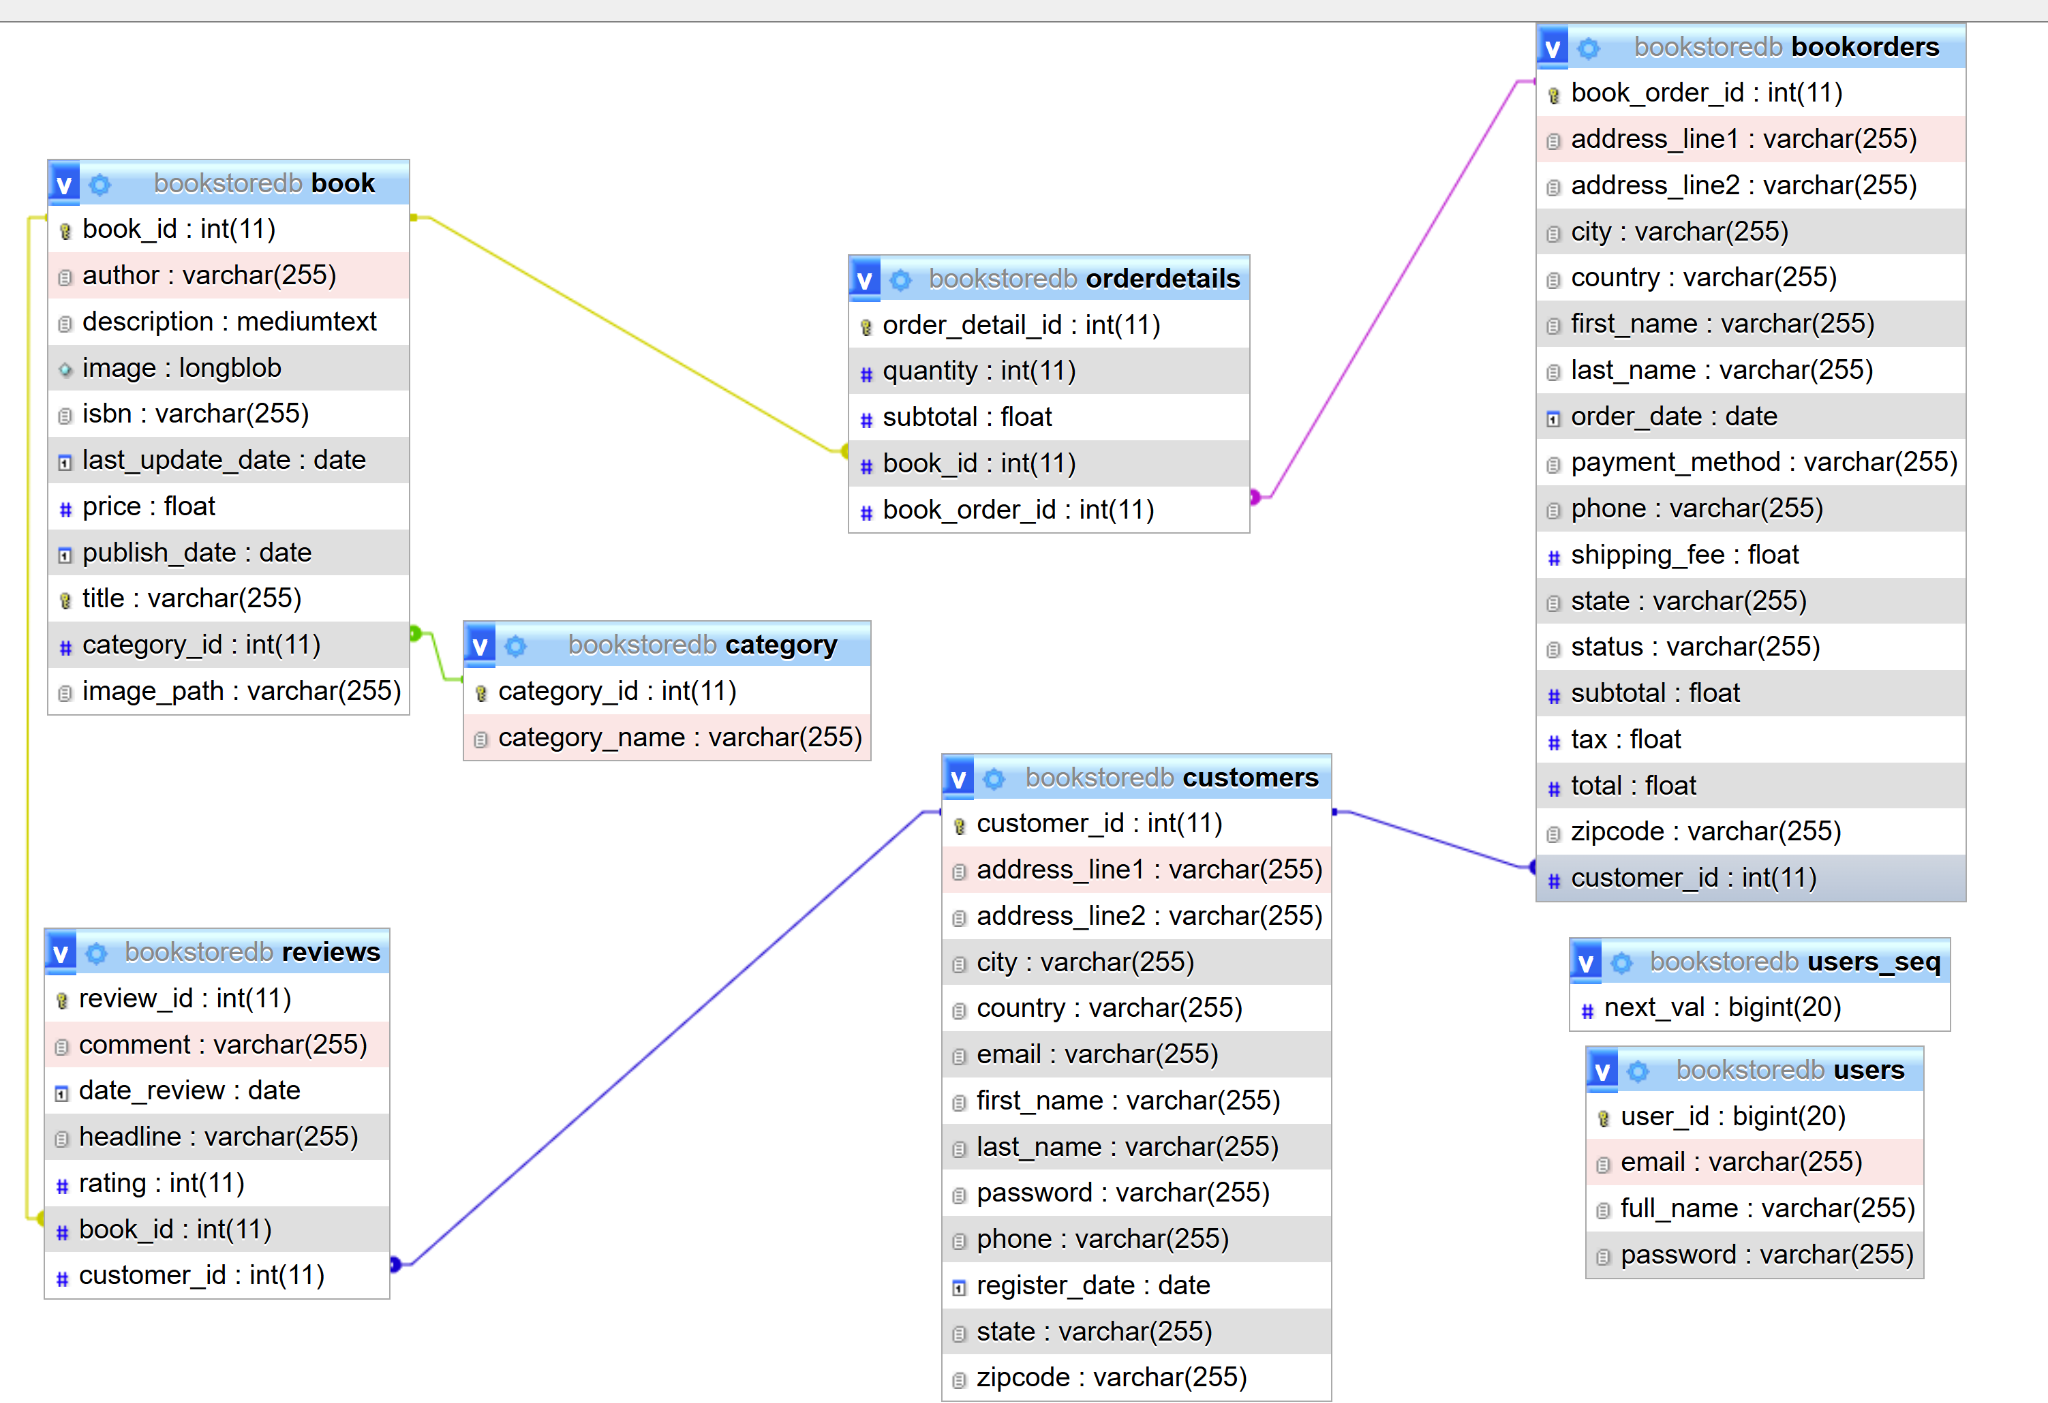 bookstoredb book
book_id : int(11)
author : varchar(255)
description : mediumtext
image : longblob
isbn : varchar(255)
last_update_date : date
price : float
publish_date : date
title : varchar(255)
category_id : int(11)
image_path : varchar(255)
bookstoredb orderdetails
order_detail_id : int(11)
quantity : int(11)
subtotal : float
book_id : int(11)
book_order_id : int(11)
bookstoredb bookorders
book_order_id : int(11)
address_line1 : varchar(255)
address_line2 : varchar(255)
city : varchar(255)
country : varchar(255)
first_name : varchar(255)
last_name : varchar(255)
order_date : date
payment_method : varchar(255)
phone : varchar(255)
shipping_fee : float
state : varchar(255)
status : varchar(255)
subtotal : float
tax : float
total : float
zipcode : varchar(255)
customer_id : int(11)
bookstoredb category
category_id : int(11)
category_name : varchar(255)
bookstoredb customers
customer_id : int(11)
address_line1 : varchar(255)
address_line2 : varchar(255)
city : varchar(255)
country : varchar(255)
email : varchar(255)
first_name : varchar(255)
last_name : varchar(255)
password : varchar(255)
phone : varchar(255)
register_date : date
state : varchar(255)
zipcode : varchar(255)
bookstoredb reviews
review_id : int(11)
comment : varchar(255)
date_review : date
headline : varchar(255)
rating : int(11)
book_id : int(11)
customer_id : int(11)
bookstoredb users_seq
next_val : bigint(20)
bookstoredb users
user_id : bigint(20)
email : varchar(255)
full_name : varchar(255)
password : varchar(255)